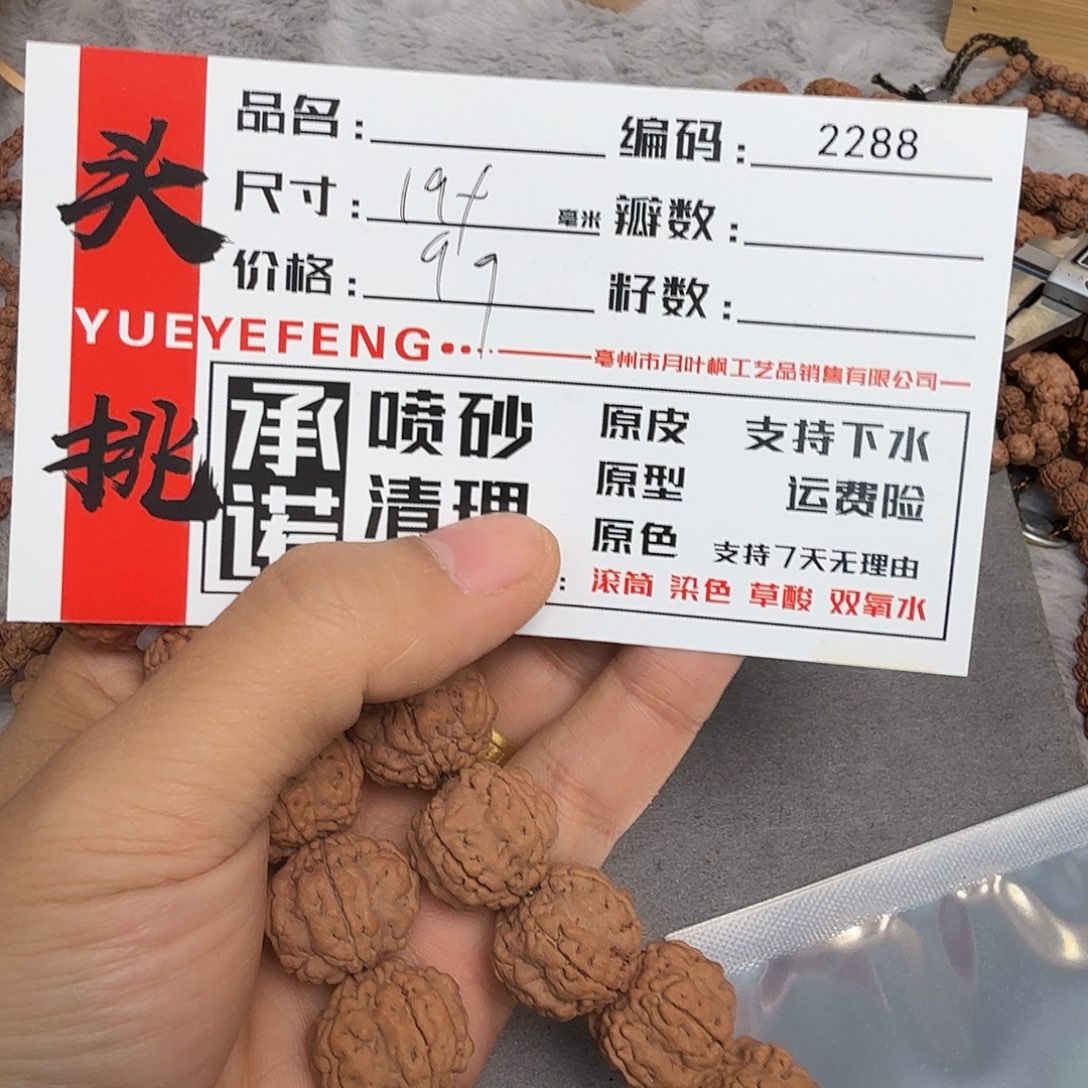 头挑
品名：
编码：2288
尺寸：19+ 毫米
瓣数：
价格：99
籽数：
YUEYEFENG
亳州市月叶枫工艺品销售有限公司
承诺
喷砂
清理
原皮
原型
原色
支持下水
运费险
支持7天无理由
：滚筒 染色 草酸 双氧水